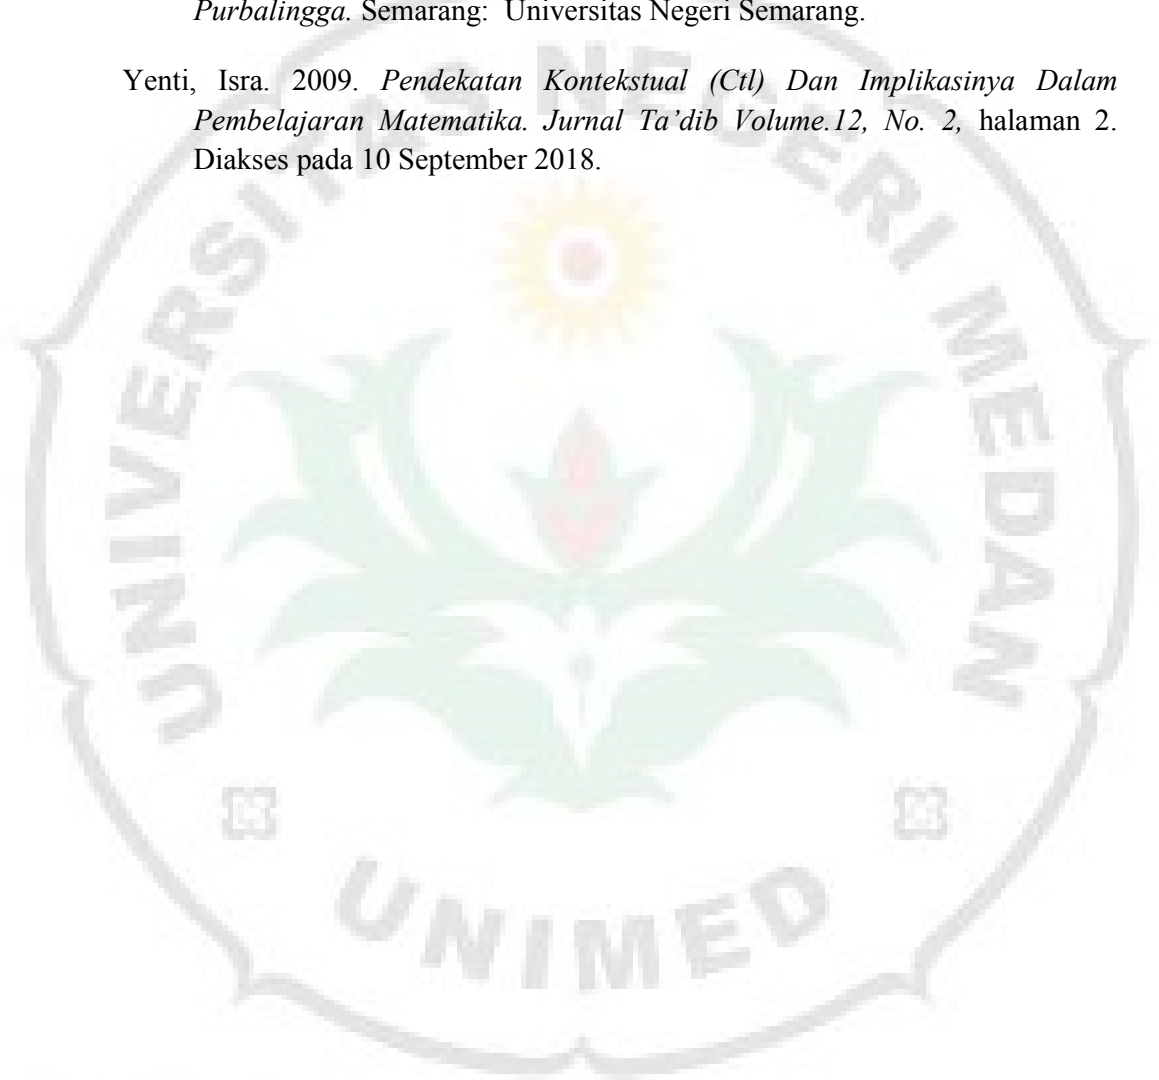 Purbalingga. Semarang: Universitas Negeri Semarang.
Yenti, Isra. 2009. Pendekatan Kontekstual (Ctl) Dan Implikasinya Dalam
Pembelajaran Matematika. Jurnal Ta’dib Volume.12, No. 2, halaman 2.
Diakses pada 10 September 2018.
UNIVERSITAS NEGERI MEDAN
UNIMED